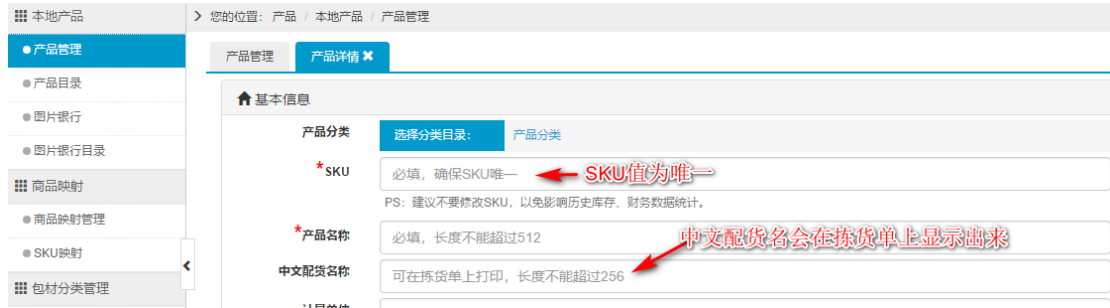 本地产品
您的位置： 产品 / 本地产品 / 产品管理
产品管理
产品目录
图片银行
图片银行目录
商品映射
商品映射管理
SKU映射
包材分类管理
产品管理
产品详情 ✖
基本信息
产品分类
选择分类目录：
产品分类
*SKU
必填，确保SKU唯一
SKU值为唯一
PS：建议不要修改SKU，以免影响历史库存、财务数据统计。
*产品名称
必填，长度不能超过512
中文配货名会在拣货单上显示出来
中文配货名称
可在拣货单上打印，长度不能超过256